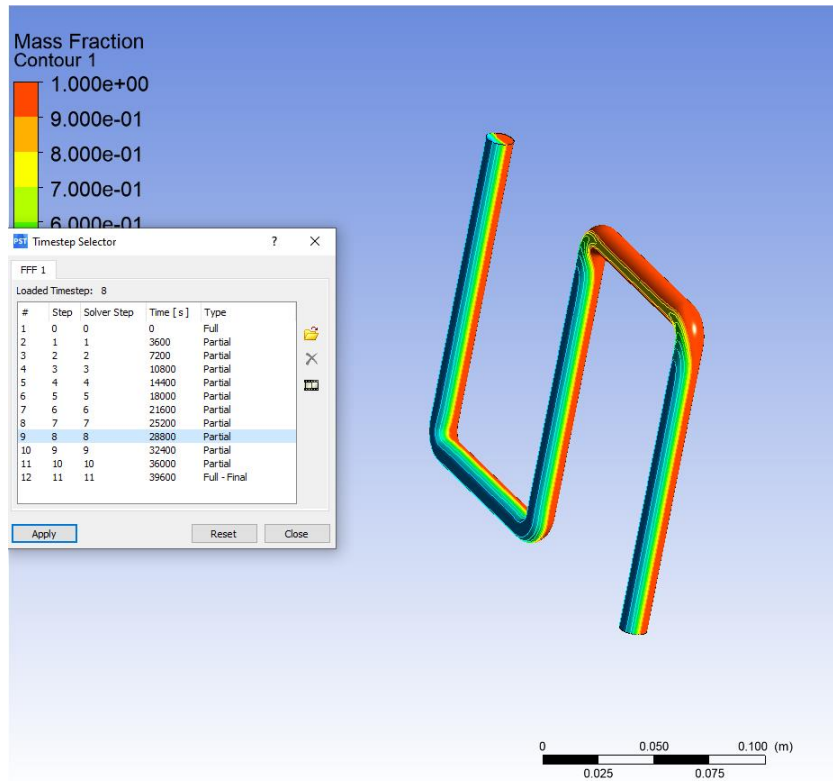 Mass Fraction
Contour 1
1.000e+00
9.000e-01
8.000e-01
7.000e-01
6.000e-01
PST Timestep Selector ? X
FFF 1
Loaded Timestep: 8
# Step Solver Step Time [ s ] Type
1 0 0 0 Full
2 1 1 3600 Partial
3 2 2 7200 Partial
4 3 3 10800 Partial
5 4 4 14400 Partial
6 5 5 18000 Partial
7 6 6 21600 Partial
8 7 7 25200 Partial
9 8 8 28800 Partial
10 9 9 32400 Partial
11 10 10 36000 Partial
12 11 11 39600 Full - Final
Apply Reset Close
0 0.050 0.100 (m)
0.025 0.075